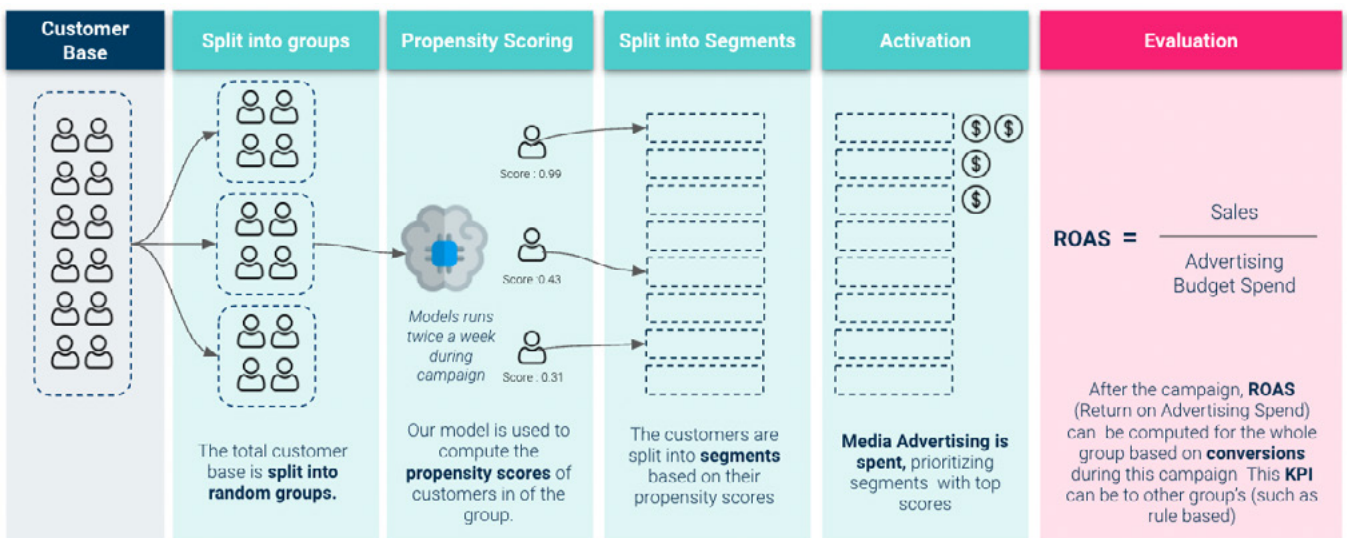 Customer
Base
Split into groups
Propensity Scoring
Split into Segments
Activation
Evaluation
The total customer
base is split into
random groups.
Models runs
twice a week
during
campaign
Score : 0.99
Score :0.43
Score : 0.31
Our model is used to
compute the
propensity scores of
customers in of the
group.
The customers are
split into segments
based on their
propensity scores
$ $
$
$
Media Advertising is
spent, prioritizing
segments with top
scores
ROAS =
Sales
Advertising
Budget Spend
After the campaign, ROAS
(Return on Advertising Spend)
can be computed for the whole
group based on conversions
during this campaign This KPI
can be to other group's (such as
rule based)